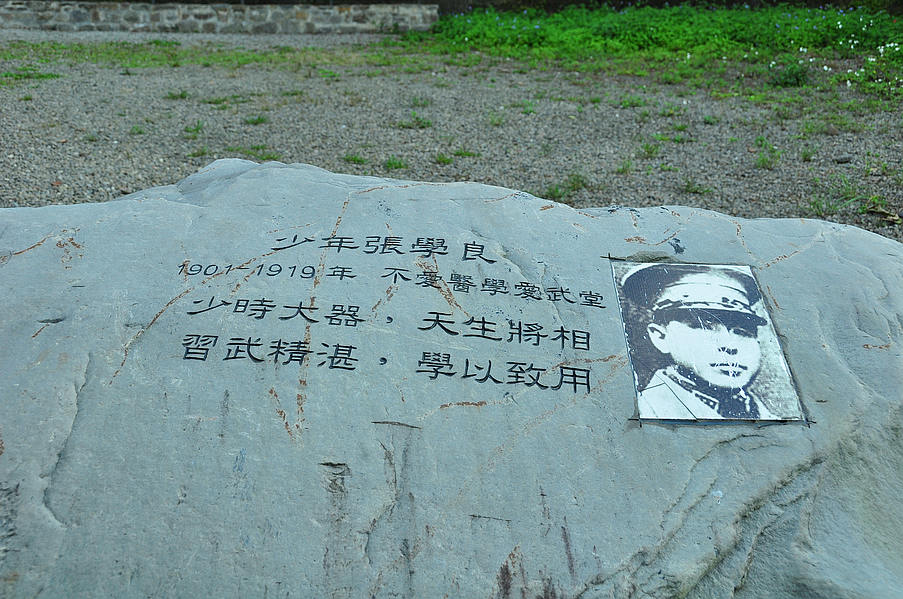 少年張學良
1901-1919年 不愛醫學愛武堂
少時大器，天生將相
習武精湛，學以致用